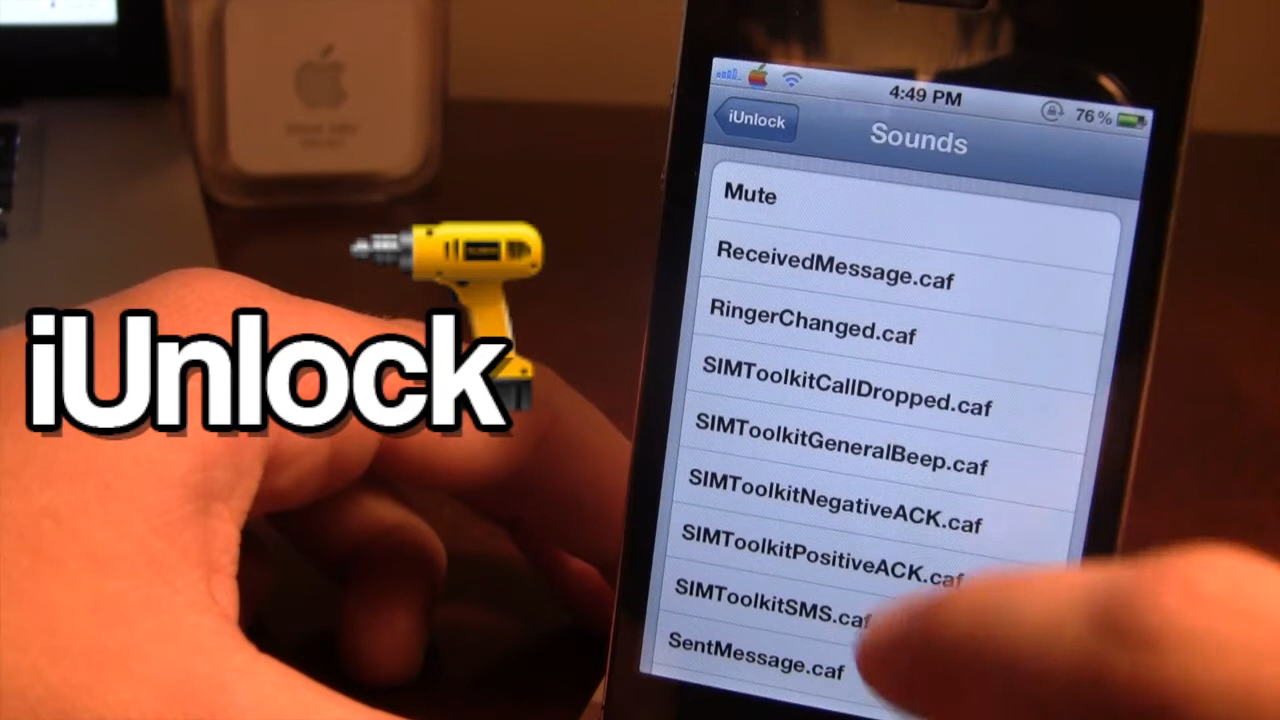 4:49 PM
76%
iUnlock
Sounds
Mute
ReceivedMessage.caf
RingerChanged.caf
SIMToolkitCallDropped.caf
SIMToolkitGeneralBeep.caf
SIMToolkitNegativeACK.caf
SIMToolkitPositiveACK.caf
SIMToolkitSMS.caf
SentMessage.caf
iUnlock